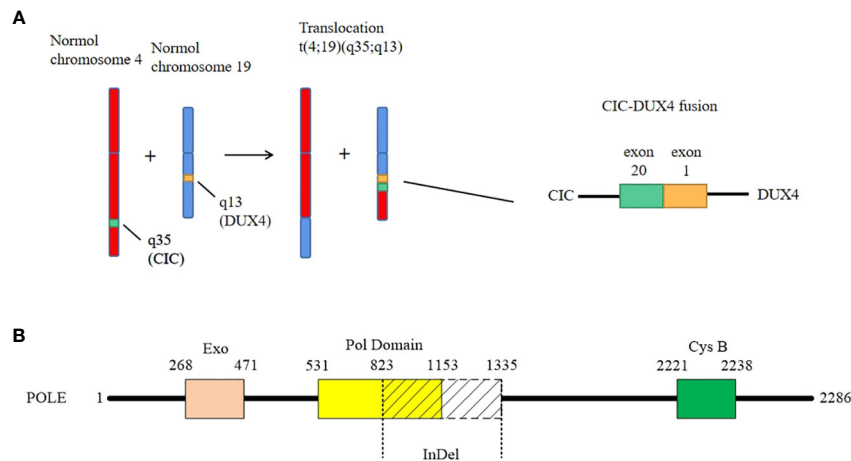 A
Normol
chromosome 4
Normol
chromosome 19
Translocation
t(4;19)(q35;q13)
+
+
q13
(DUX4)
q35
(CIC)
CIC-DUX4 fusion
exon
20
exon
1
CIC
DUX4
B
Exo
Pol Domain
Cys B
268 471 531 823 1153 1335 2221 2238
POLE 1 2286
InDel